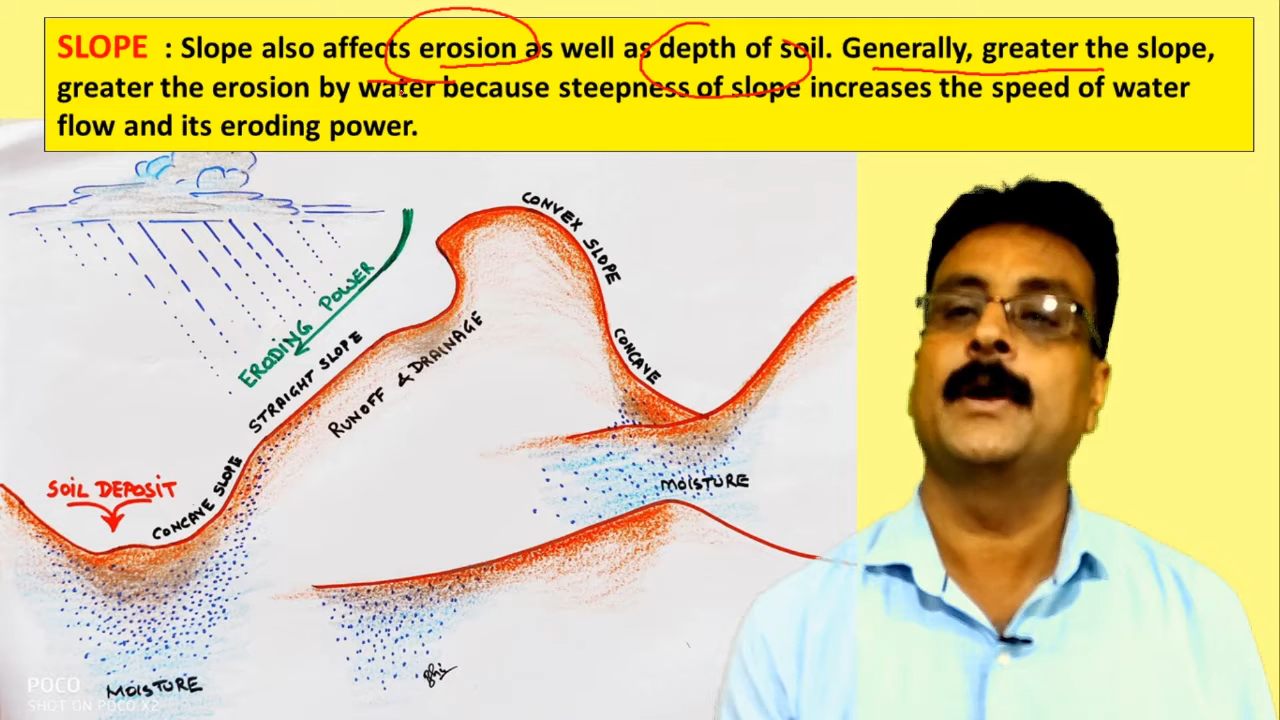 SLOPE : Slope also affects erosion as well as depth of soil. Generally, greater the slope,
greater the erosion by water because steepness of slope increases the speed of water
flow and its eroding power.
CONVEX SLOPE
ERODING POWER
STRAIGHT SLOPE
RUNOFF & DRAINAGE
CONCAVE
SOIL DEPOSIT
CONCAVE SLOPE
MOISTURE
MOISTURE
POCO
SHOT ON POCO X2